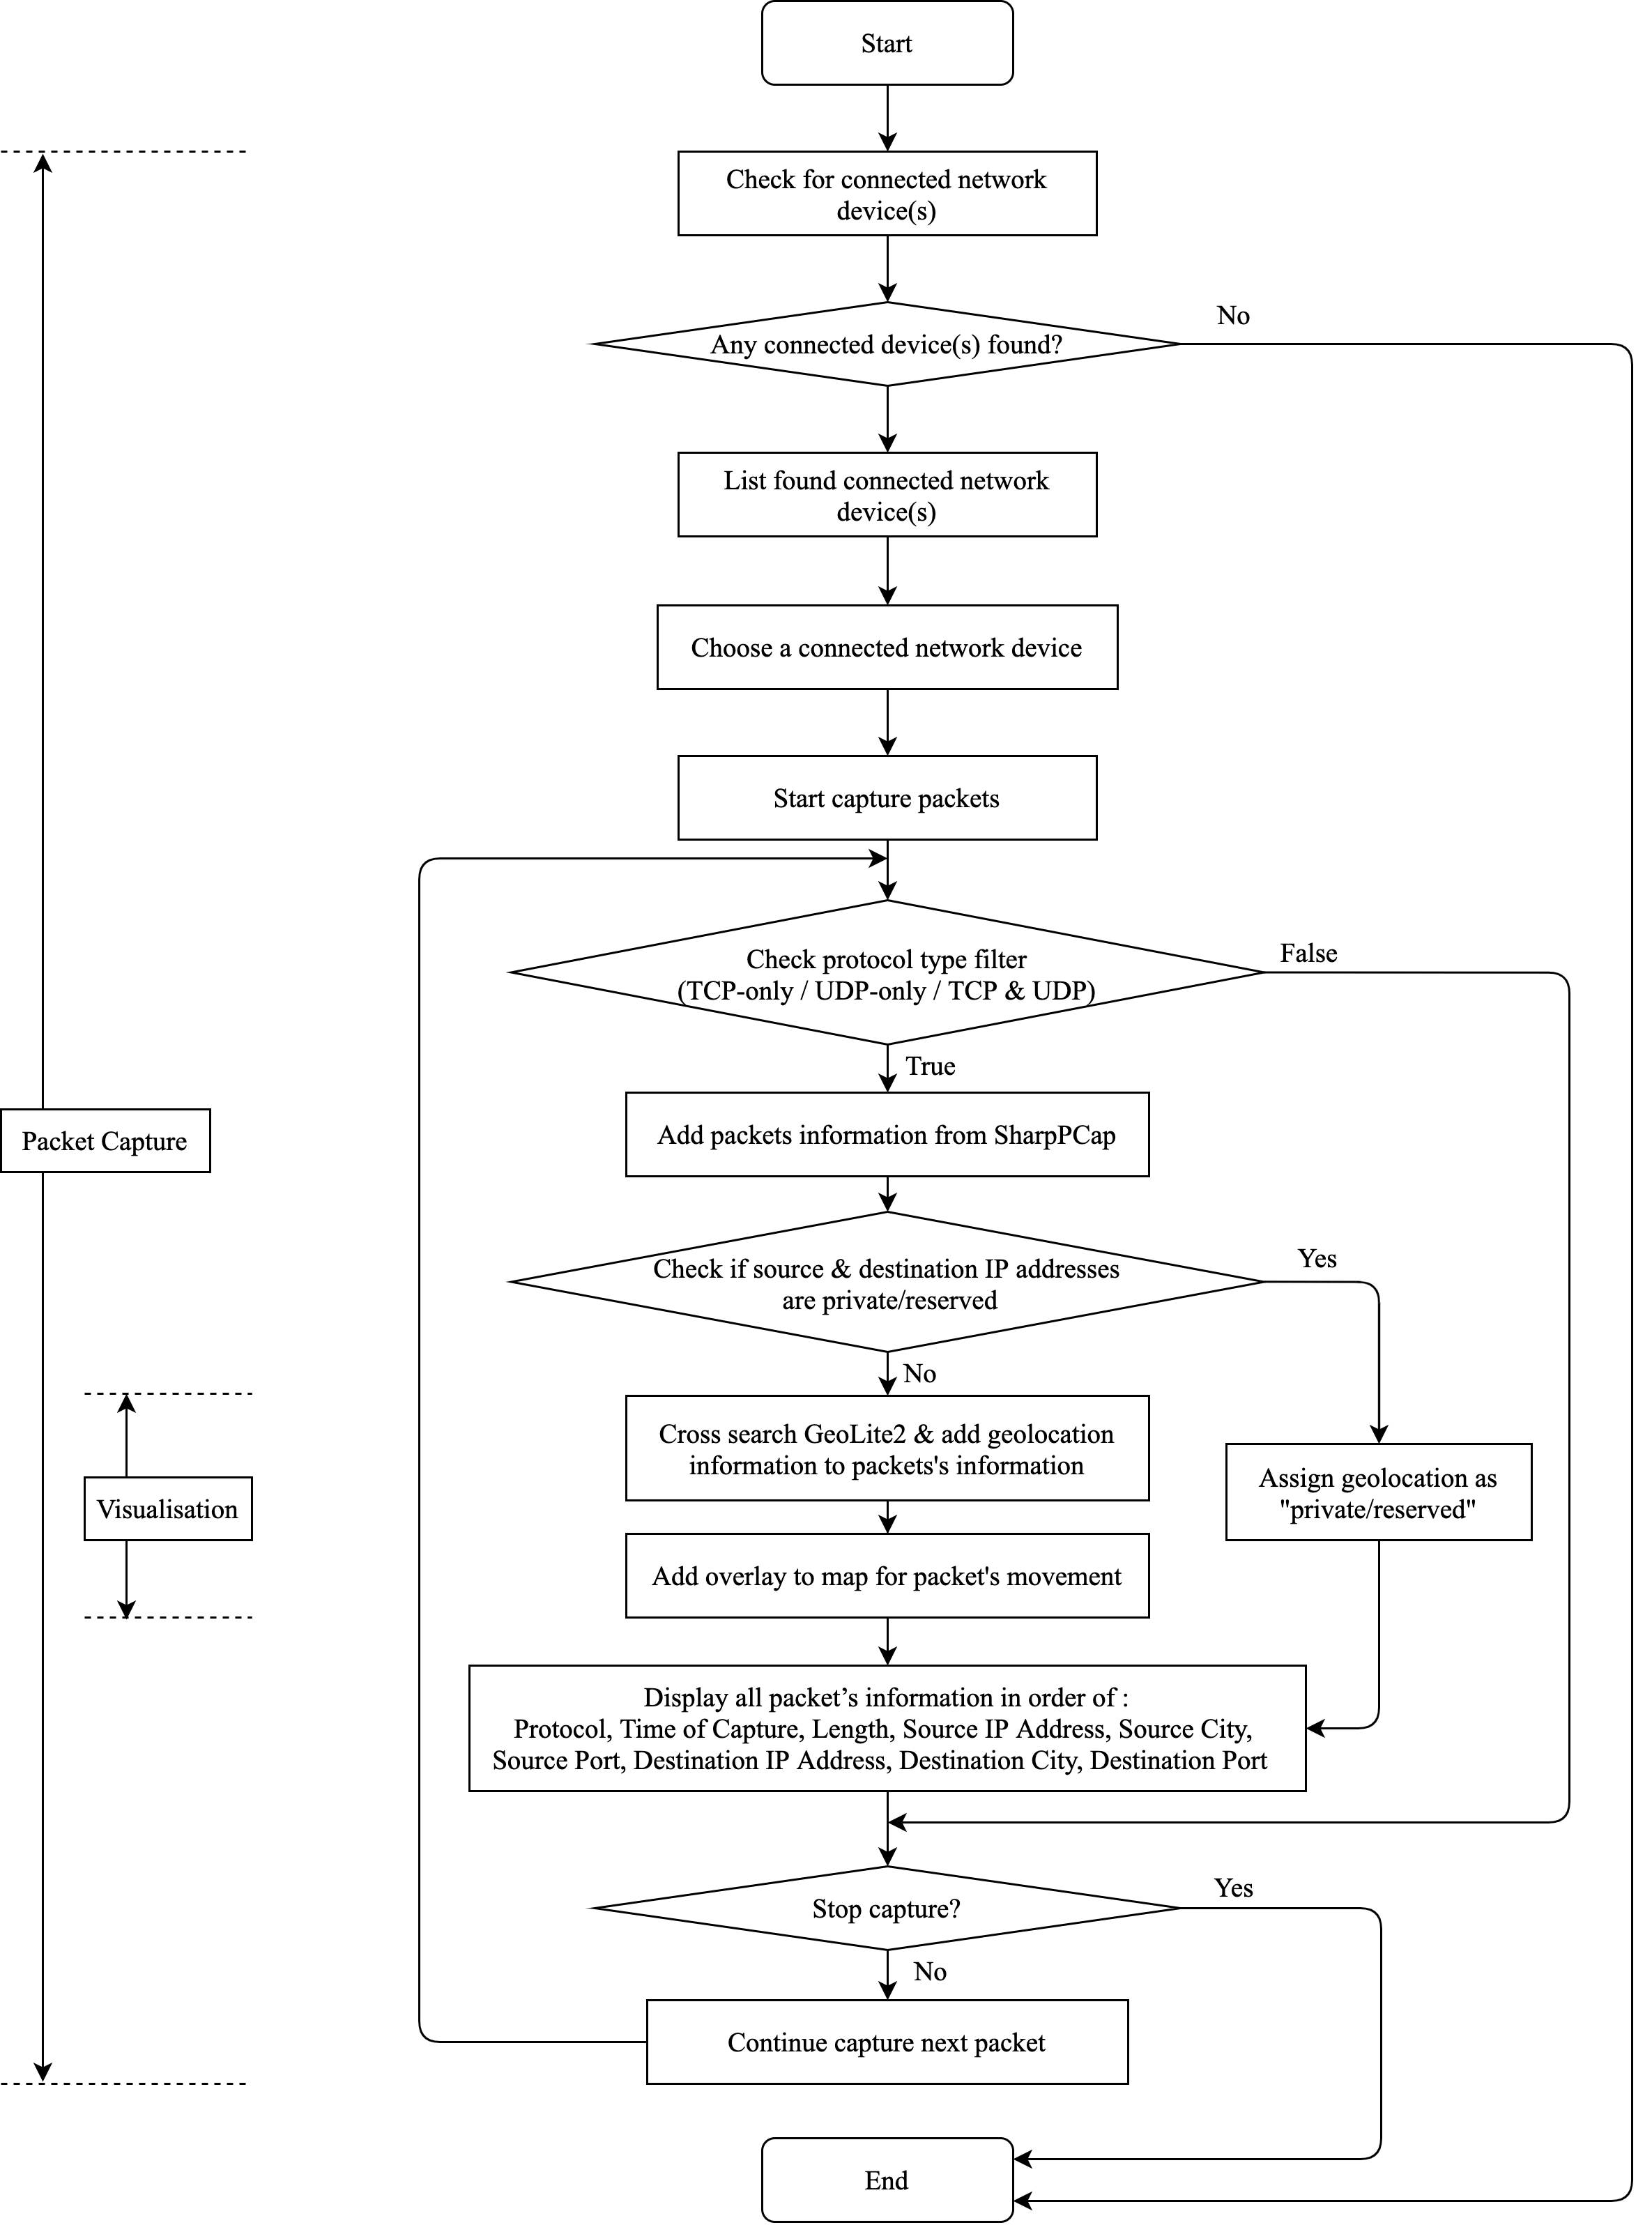 Start
Check for connected network
device(s)
Any connected device(s) found?
No
List found connected network
device(s)
Choose a connected network device
Start capture packets
Check protocol type filter
(TCP-only / UDP-only / TCP & UDP)
False
True
Packet Capture
Add packets information from SharpPCap
Check if source & destination IP addresses
are private/reserved
Yes
No
Cross search GeoLite2 & add geolocation
information to packets's information
Assign geolocation as
"private/reserved"
Visualisation
Add overlay to map for packet's movement
Display all packet’s information in order of :
Protocol, Time of Capture, Length, Source IP Address, Source City,
Source Port, Destination IP Address, Destination City, Destination Port
Stop capture?
Yes
No
Continue capture next packet
End